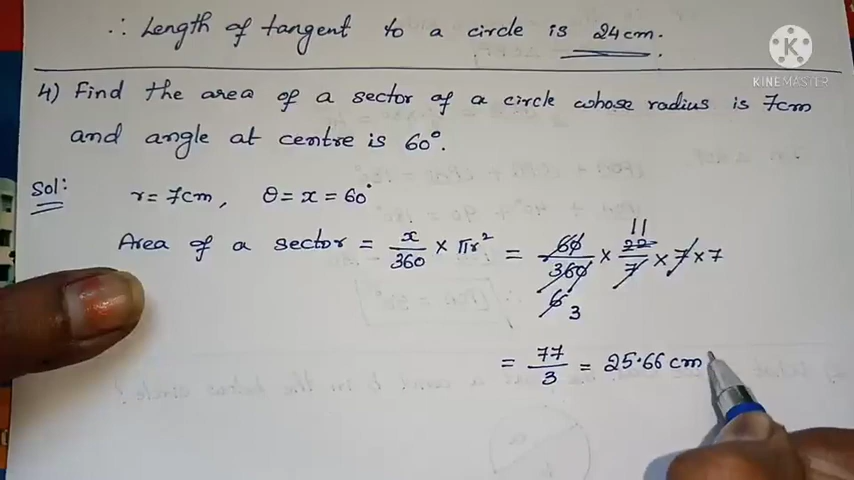 ∴ Length of tangent to a circle is 24cm.
K
KINEMASTER
4) Find the area of a sector of a circle whose radius is 7cm
and angle at centre is 60°.
Sol:
r = 7cm, θ = x = 60°
Area of a sector = x/360 × πr² = 60/360 × 22/7 × 7 × 7
11
6 3
= 77/3 = 25.66 cm